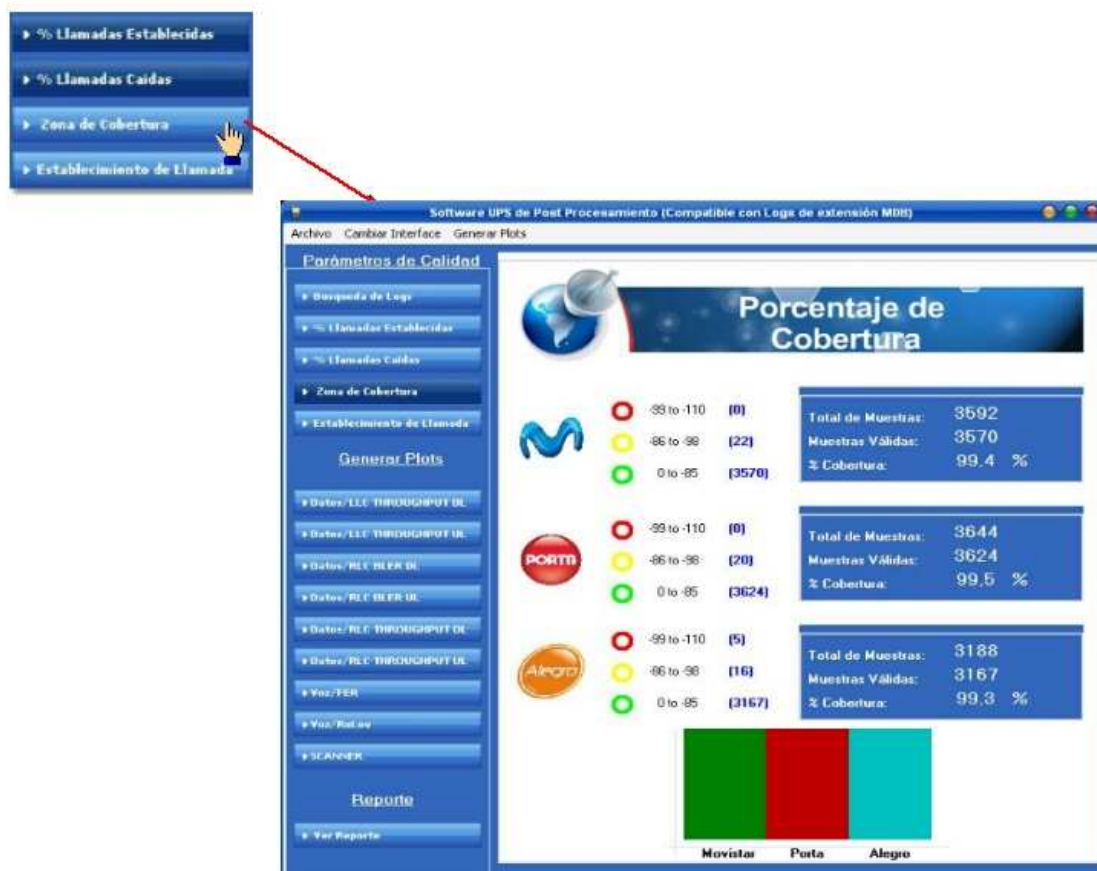 % Llamadas Establecidas
% Llamadas Caidas
Zona de Cobertura
Establecimiento de Llamada
Software UPS de Post Procesamiento (Compatible con Logs de extensión MDB)
Archivo Cambiar Interface Generar Plots
Parámetros de Calidad
Busqueda de Logs
% Llamadas Establecidas
% Llamadas Caidas
Zona de Cobertura
Establecimiento de Llamada
Generar Plots
Datos/LLC THROUGHPUT DL
Datos/LLC THROUGHPUT UL
Datos/RLC BLER DL
Datos/RLC BLER UL
Datos/RLC THROUGHPUT DL
Datos/RLC THROUGHPUT UL
Voz/FER
Voz/RxLev
SCANNER
Reporte
Ver Reporte
Porcentaje de
Cobertura
-99 to -110 (0)
-86 to -98 (22)
0 to -85 (3570)
Total de Muestras: 3592
Muestras Válidas: 3570
% Cobertura: 99,4 %
PORTA
-99 to -110 (0)
-86 to -98 (20)
0 to -85 (3624)
Total de Muestras: 3644
Muestras Válidas: 3624
% Cobertura: 99,5 %
Alegro
-99 to -110 (5)
-86 to -98 (16)
0 to -85 (3167)
Total de Muestras: 3188
Muestras Válidas: 3167
% Cobertura: 99,3 %
Movistar Porta Alegro